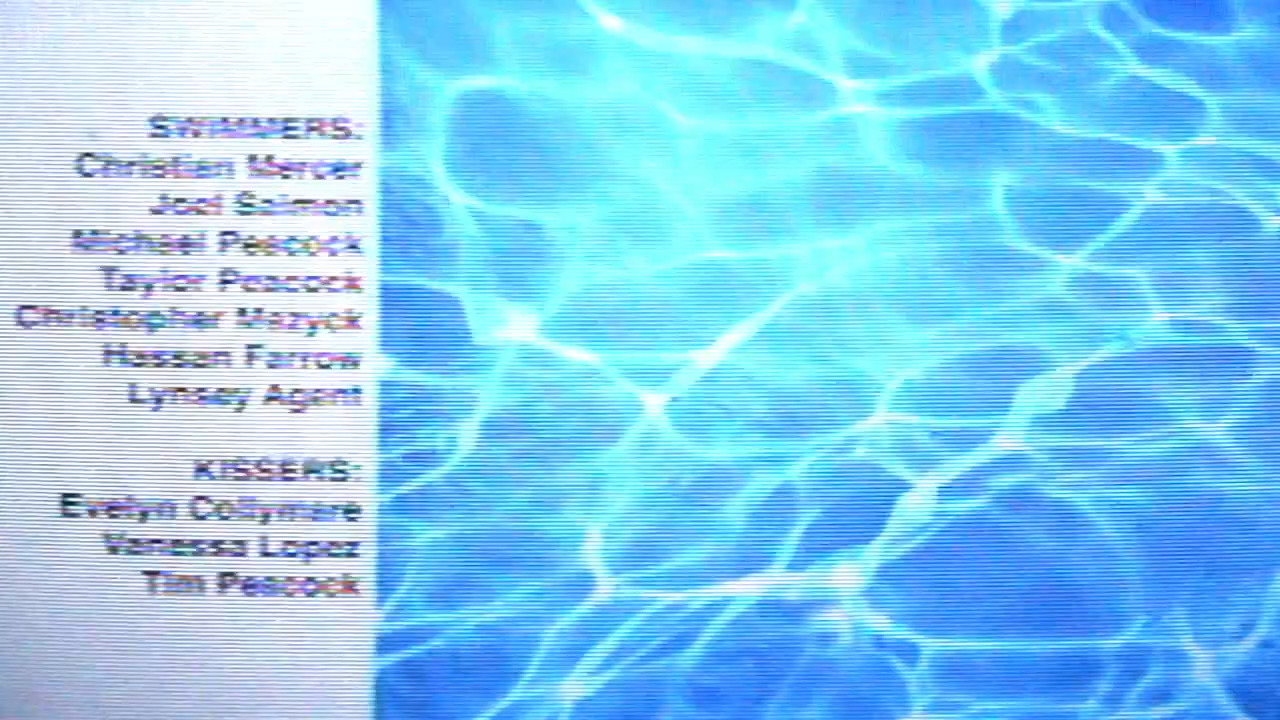 SWIMMERS:
Christian Mercer
Joel Salmon
Michael Peacock
Taylor Peacock
Christopher Mazyck
Hassan Farrow
Lynsey Agent
KISSERS:
Evelyn Collymore
Vanessa Lopez
Tim Peacock